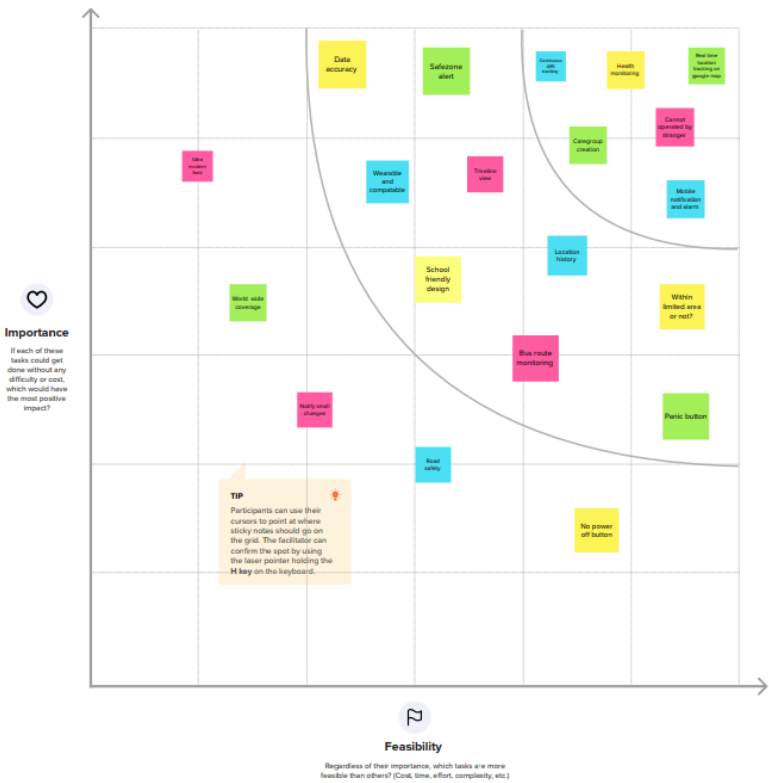 Data
accuracy
Safezone
alert
Continuous
GPS
tracking
Health
monitoring
Real time
location
tracking on
google map
Cannot
operated by
stranger
Caregroup
creation
Wearable
and
compatable
Timeline
view
Mobile
notification
and alarm
Location
history
School
friendly
design
World wide
coverage
Within
limited area
or not?
Bus route
monitoring
Notify small
changes
Panic button
Road
safety
No power
off button
Importance
If each of these
tasks could get
done without any
difficulty or cost,
which would have
the most positive
impact?
TIP
Participants can use their
cursors to point at where
sticky notes should go on
the grid. The facilitator can
confirm the spot by using
the laser pointer holding the
H key on the keyboard.
Feasibility
Regardless of their importance, which tasks are more
feasible than others? (Cost, time, effort, complexity, etc.)